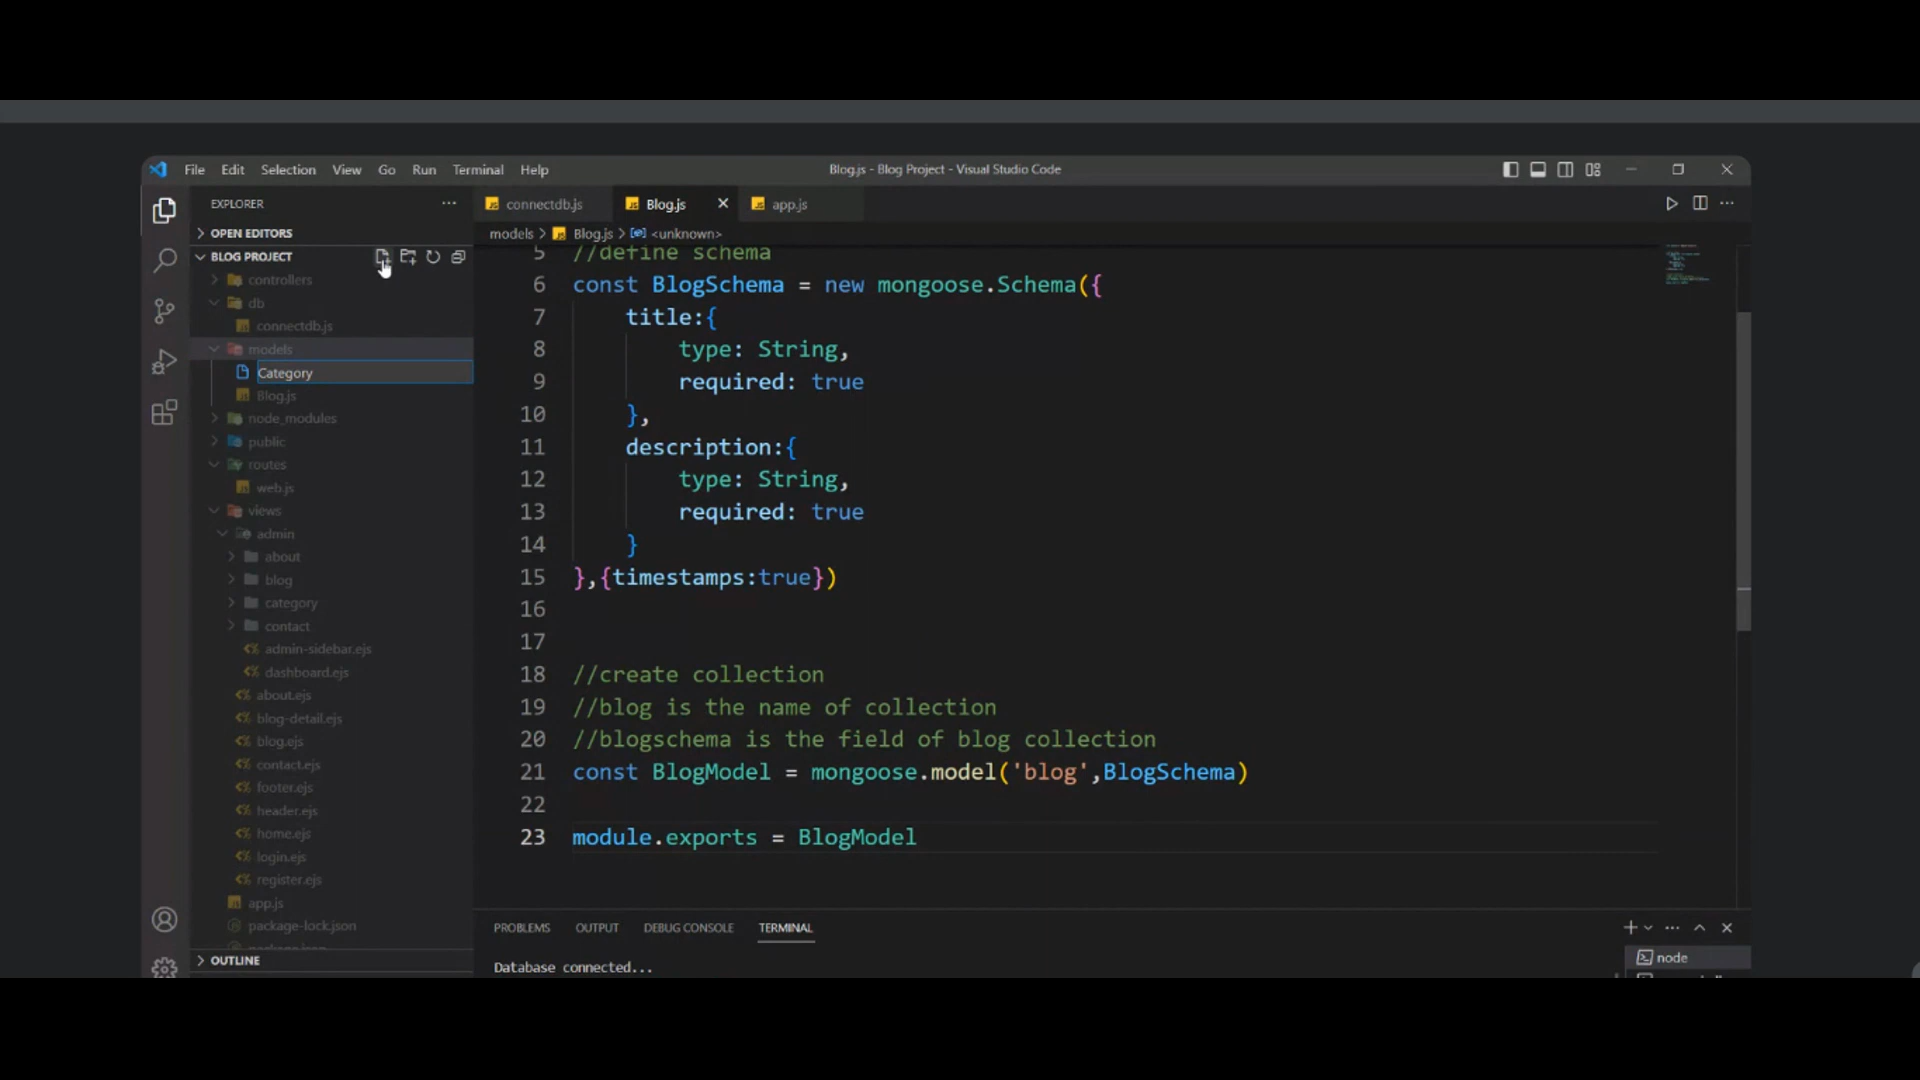 File Edit Selection View Go Run Terminal Help
Blog.js - Blog Project - Visual Studio Code
EXPLORER
OPEN EDITORS
BLOG PROJECT
controllers
db
connectdb.js
models
Category
Blog.js
node_modules
public
routes
web.js
views
admin
about
blog
category
contact
admin-sidebar.ejs
dashboard.ejs
about.ejs
blog-detail.ejs
blog.ejs
contact.ejs
footer.ejs
header.ejs
home.ejs
login.ejs
register.ejs
app.js
package-lock.json
OUTLINE
connectdb.js Blog.js app.js
models > Blog.js > <unknown>
5 //define schema
6 const BlogSchema = new mongoose.Schema({
7 title:{
8 type: String,
9 required: true
10 },
11 description:{
12 type: String,
13 required: true
14 }
15 },{timestamps:true})
16
17
18 //create collection
19 //blog is the name of collection
20 //blogschema is the field of blog collection
21 const BlogModel = mongoose.model('blog',BlogSchema)
22
23 module.exports = BlogModel
PROBLEMS OUTPUT DEBUG CONSOLE TERMINAL
Database connected...
node